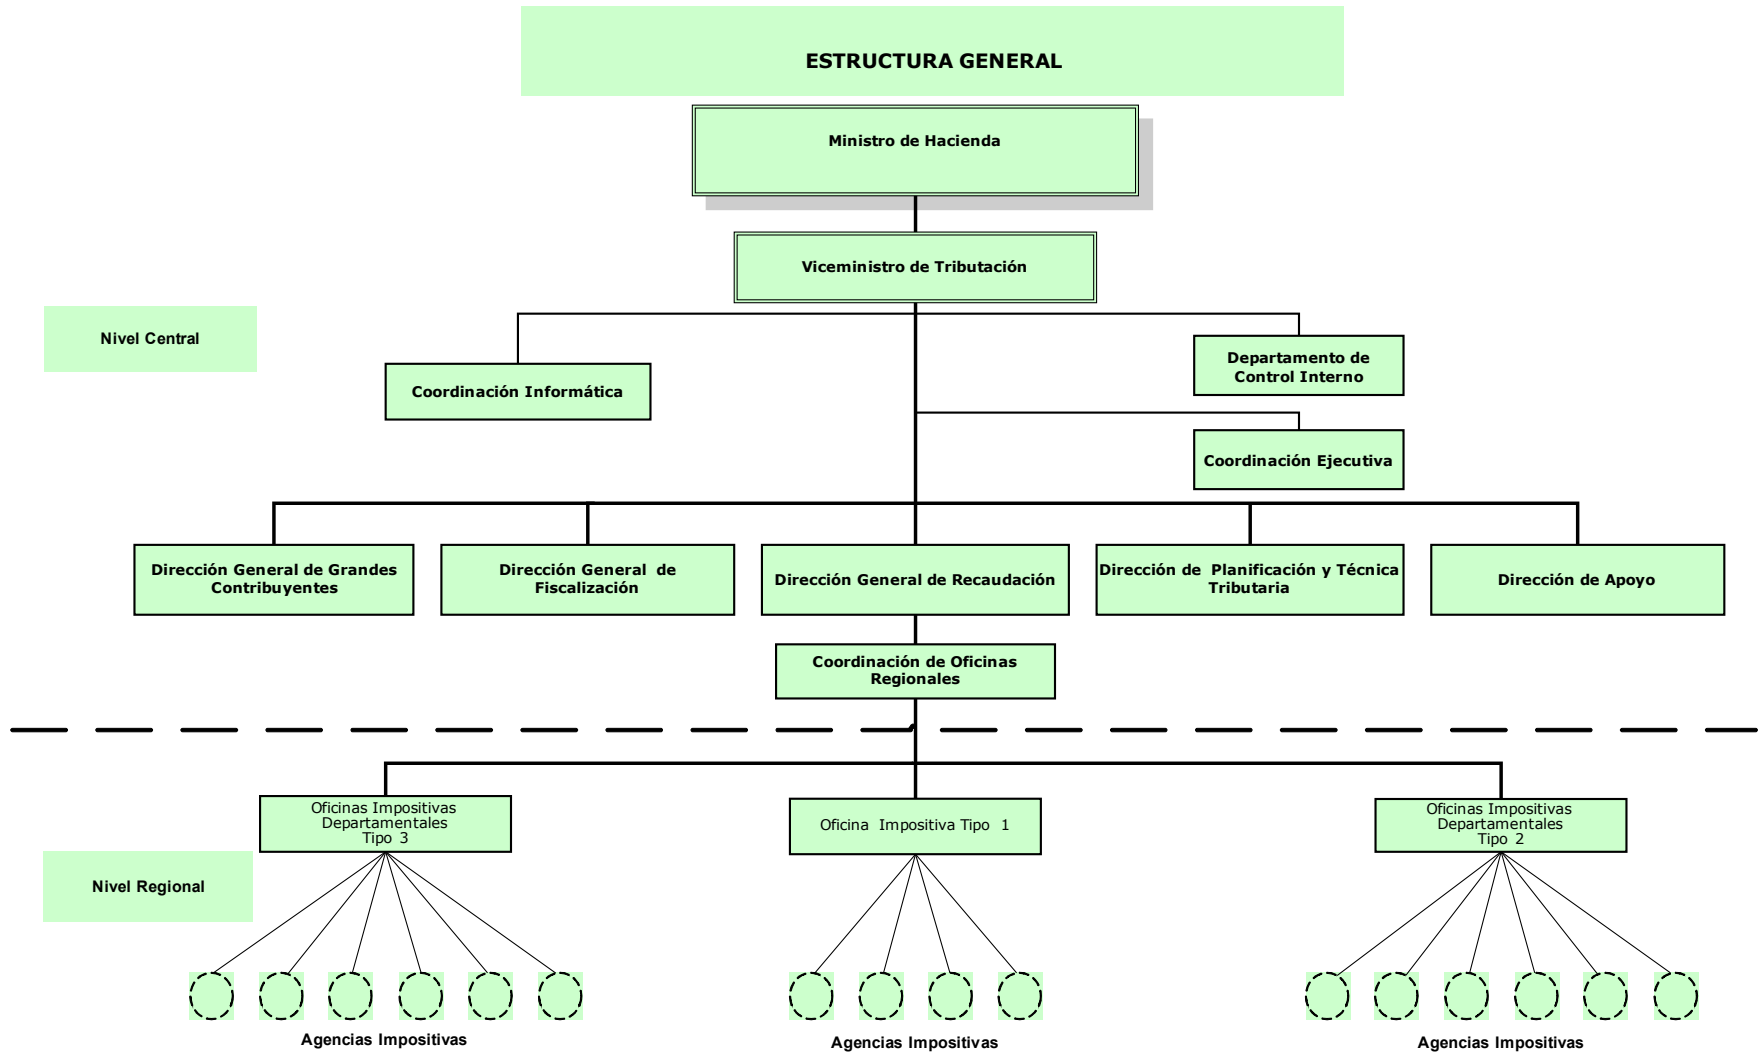 ESTRUCTURA GENERAL
Ministro de Hacienda
Viceministro de Tributación
Nivel Central
Departamento de
Control Interno
Coordinación Informática
Coordinación Ejecutiva
Dirección General de Grandes
Contribuyentes
Dirección General de
Fiscalización
Dirección General de Recaudación
Dirección de Planificación y Técnica
Tributaria
Dirección de Apoyo
Coordinación de Oficinas
Regionales
Oficinas Impositivas
Departamentales
Tipo 3
Oficina Impositiva Tipo 1
Oficinas Impositivas
Departamentales
Tipo 2
Nivel Regional
Agencias Impositivas
Agencias Impositivas
Agencias Impositivas